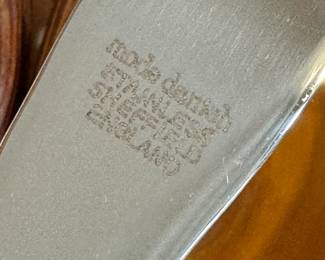 mode danish
STAINLESS
SHEFFIELD
ENGLAND